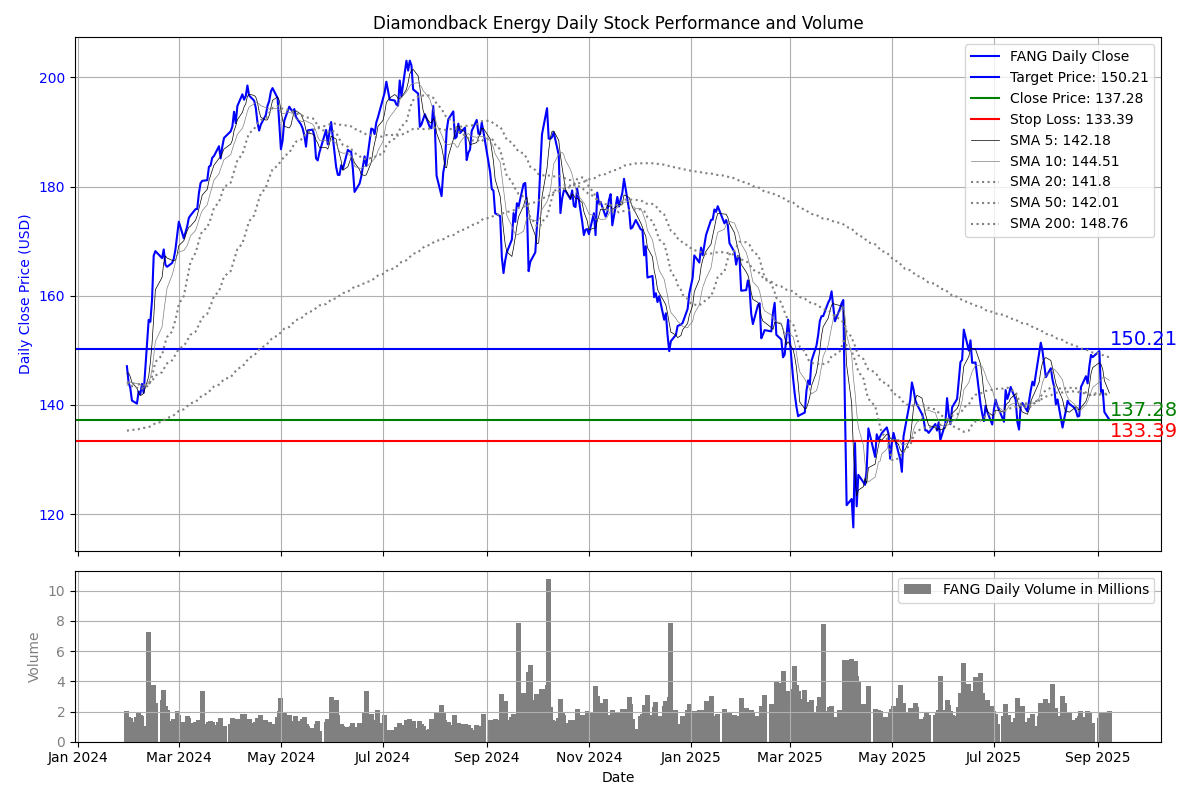 Diamondback Energy Daily Stock Performance and Volume
Daily Close Price (USD)
200
180
160
140
120
FANG Daily Close
Target Price: 150.21
Close Price: 137.28
Stop Loss: 133.39
SMA 5: 142.18
SMA 10: 144.51
SMA 20: 141.8
SMA 50: 142.01
SMA 200: 148.76
150.21
137.28
133.39
Volume
10
8
6
4
2
0
FANG Daily Volume in Millions
Jan 2024
Mar 2024
May 2024
Jul 2024
Sep 2024
Nov 2024
Jan 2025
Mar 2025
May 2025
Jul 2025
Sep 2025
Date